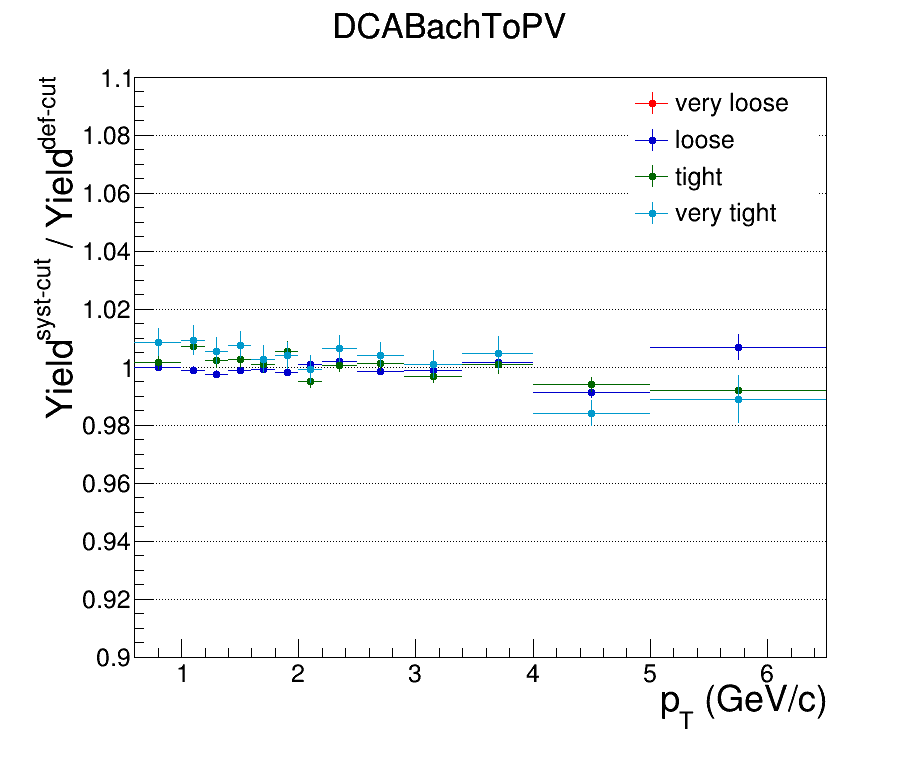 DCABachToPV
Yield^syst-cut / Yield^def-cut
1.1
1.08
1.06
1.04
1.02
1
0.98
0.96
0.94
0.92
0.9
very loose
loose
tight
very tight
1 2 3 4 5 6
p_T (GeV/c)